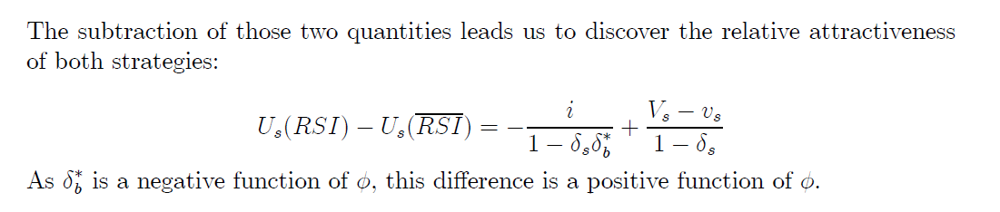 The subtraction of those two quantities leads us to discover the relative attractiveness
of both strategies:
$U_s(RSI) - U_s(\overline{RSI}) = -\frac{i}{1 - \delta_s \delta_b^*} + \frac{V_s - v_s}{1 - \delta_s}$
As $\delta_b^*$ is a negative function of $\phi$, this difference is a positive function of $\phi$.